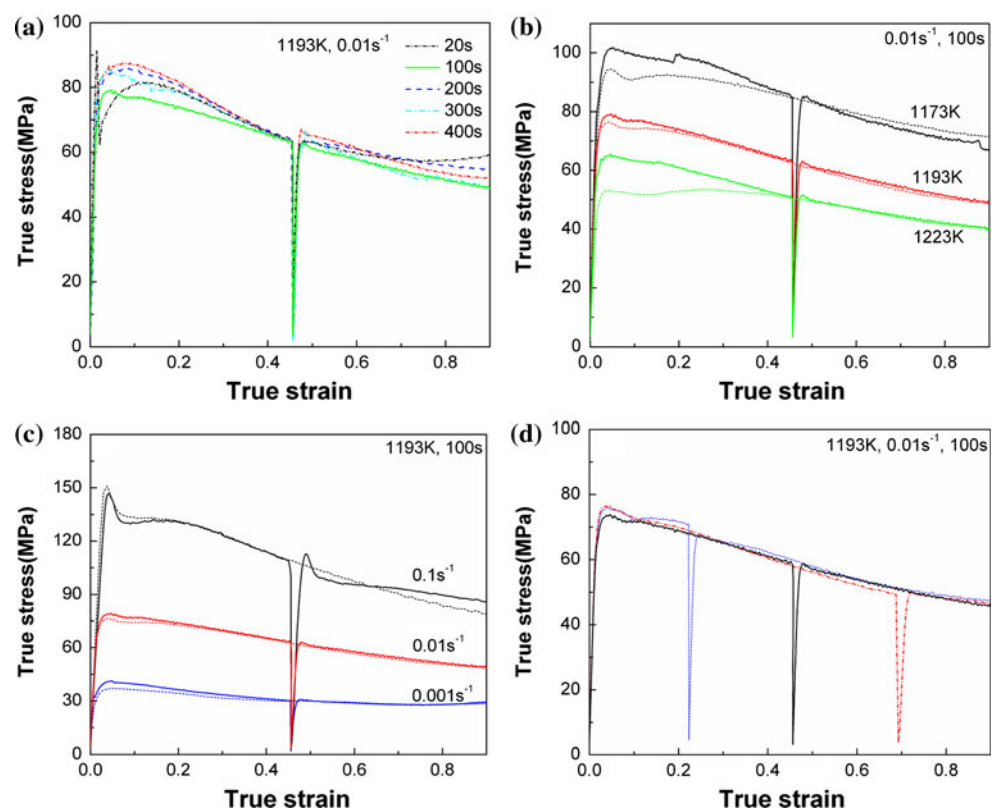 (a)
1193K, 0.01s⁻¹
20s
100s
200s
300s
400s
True stress(MPa)
100
80
60
40
20
0
0.0 0.2 0.4 0.6 0.8
True strain
(b)
0.01s⁻¹, 100s
1173K
1193K
1223K
True stress(MPa)
100
80
60
40
20
0
0.0 0.2 0.4 0.6 0.8
True strain
(c)
1193K, 100s
0.1s⁻¹
0.01s⁻¹
0.001s⁻¹
True stress(MPa)
180
150
120
90
60
30
0
0.0 0.2 0.4 0.6 0.8
True strain
(d)
1193K, 0.01s⁻¹, 100s
True stress(MPa)
100
80
60
40
20
0
0.0 0.2 0.4 0.6 0.8
True strain